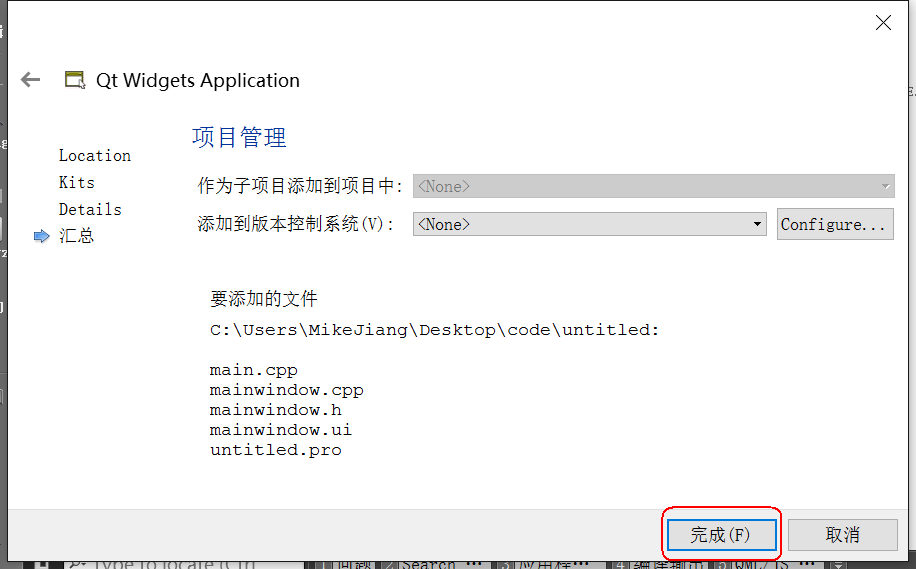 Qt Widgets Application
项目管理
Location
Kits
Details
汇总
作为子项目添加到项目中: <None>
添加到版本控制系统(V): <None> Configure...
要添加的文件
C:\Users\MikeJiang\Desktop\code\untitled:
main.cpp
mainwindow.cpp
mainwindow.h
mainwindow.ui
untitled.pro
完成(F) 取消